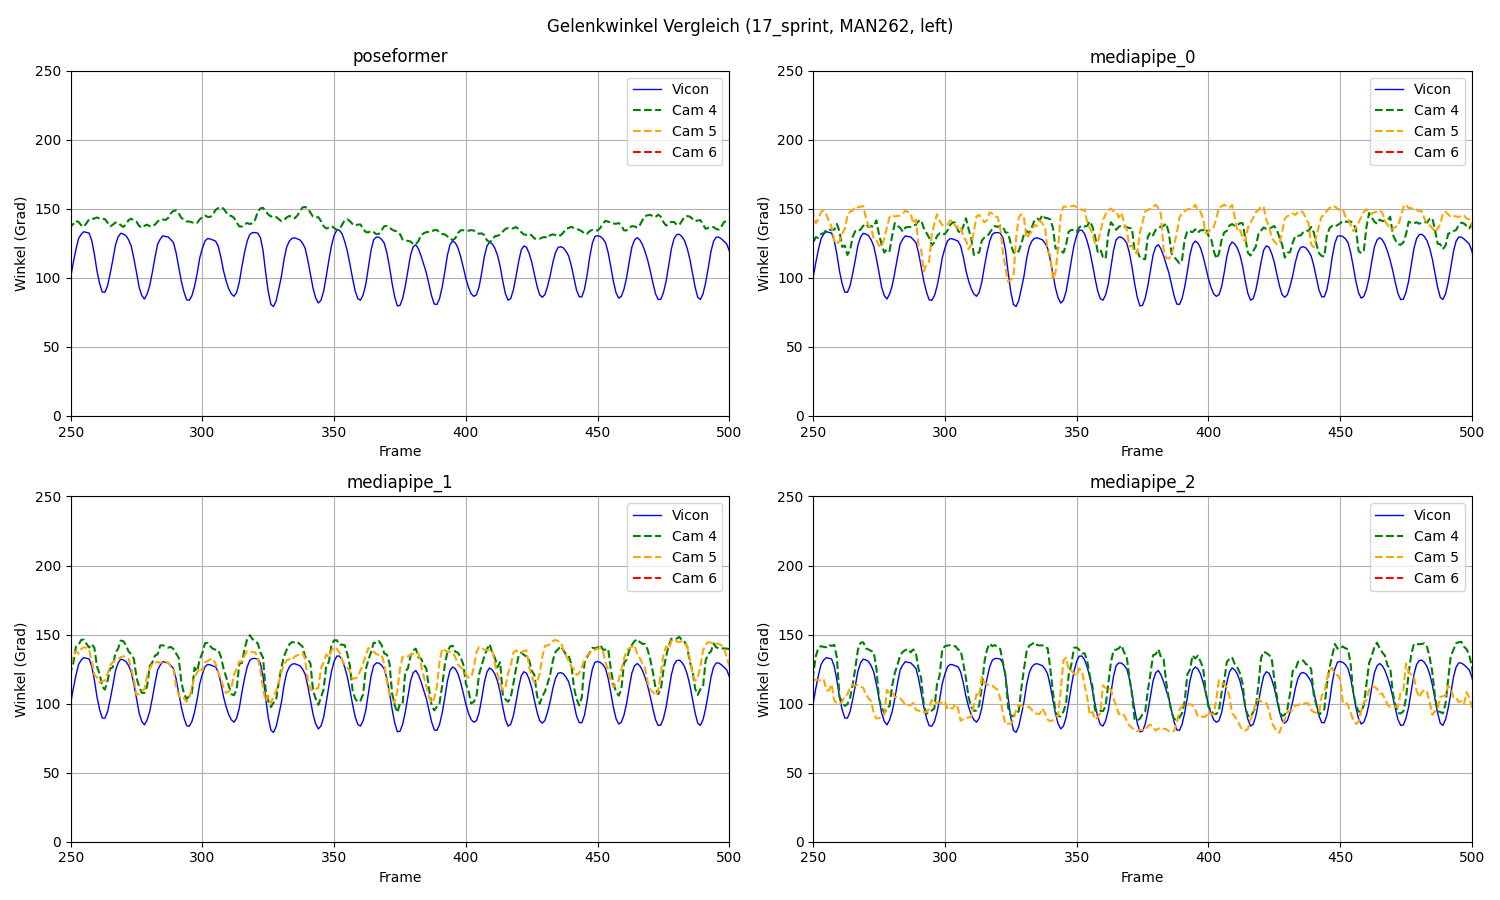 Gelenkwinkel Vergleich (17_sprint, MAN262, left)
poseformer
250
200
150
100
50
0
Winkel (Grad)
250 300 350 400 450 500
Frame
Vicon
Cam 4
Cam 5
Cam 6
mediapipe_0
250
200
150
100
50
0
Winkel (Grad)
250 300 350 400 450 500
Frame
Vicon
Cam 4
Cam 5
Cam 6
mediapipe_1
250
200
150
100
50
0
Winkel (Grad)
250 300 350 400 450 500
Frame
Vicon
Cam 4
Cam 5
Cam 6
mediapipe_2
250
200
150
100
50
0
Winkel (Grad)
250 300 350 400 450 500
Frame
Vicon
Cam 4
Cam 5
Cam 6